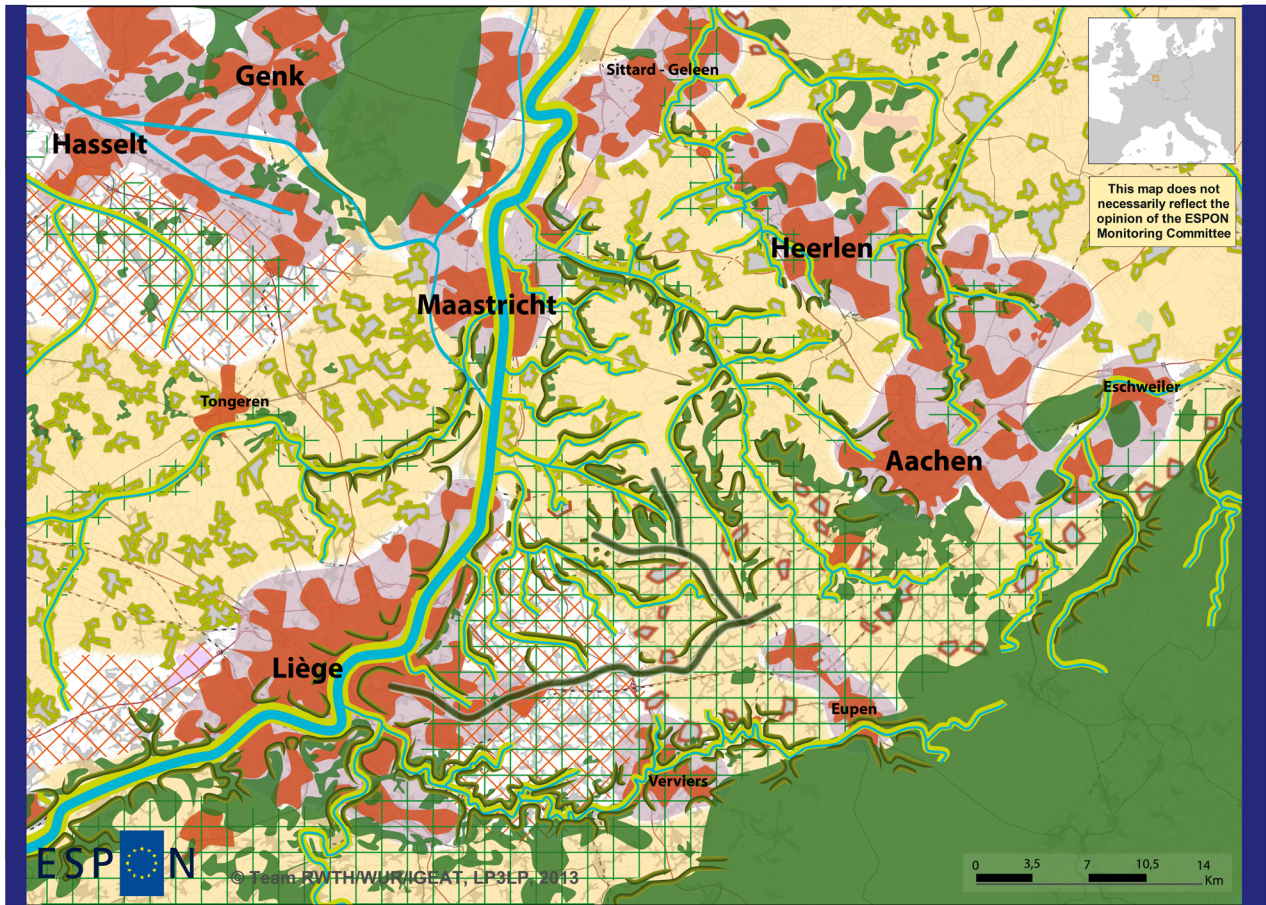 Genk
Sittard - Geleen
Hasselt
This map does not
necessarily reflect the
opinion of the ESPON
Monitoring Committee
Heerlen
Maastricht
Eschweiler
Tongeren
Aachen
Liège
Eupen
Verviers
ESPON
© Team RWTH/WUR/IGEAT, LP3LP, 2013
0 3,5 7 10,5 14
Km